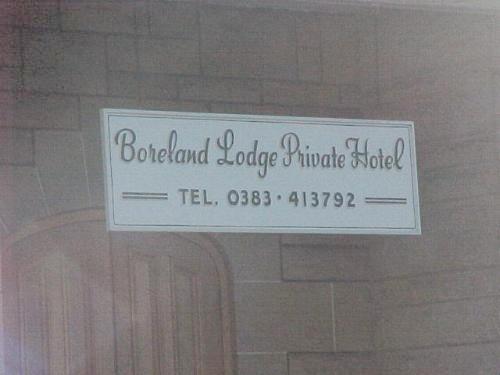 Boreland Lodge Private Hotel
TEL. 0383・413792